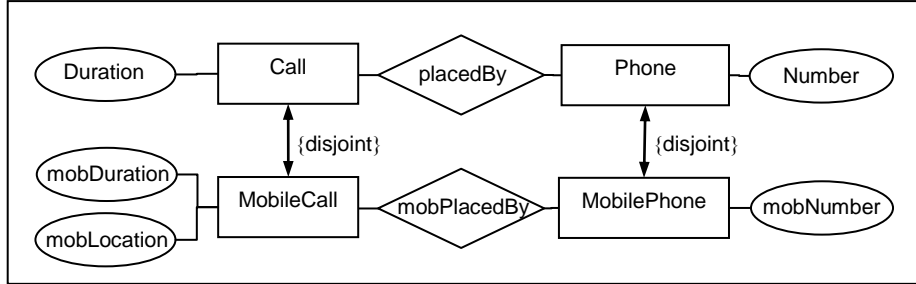 Duration
Call
placedBy
Phone
Number
{disjoint}
{disjoint}
mobDuration
mobLocation
MobileCall
mobPlacedBy
MobilePhone
mobNumber